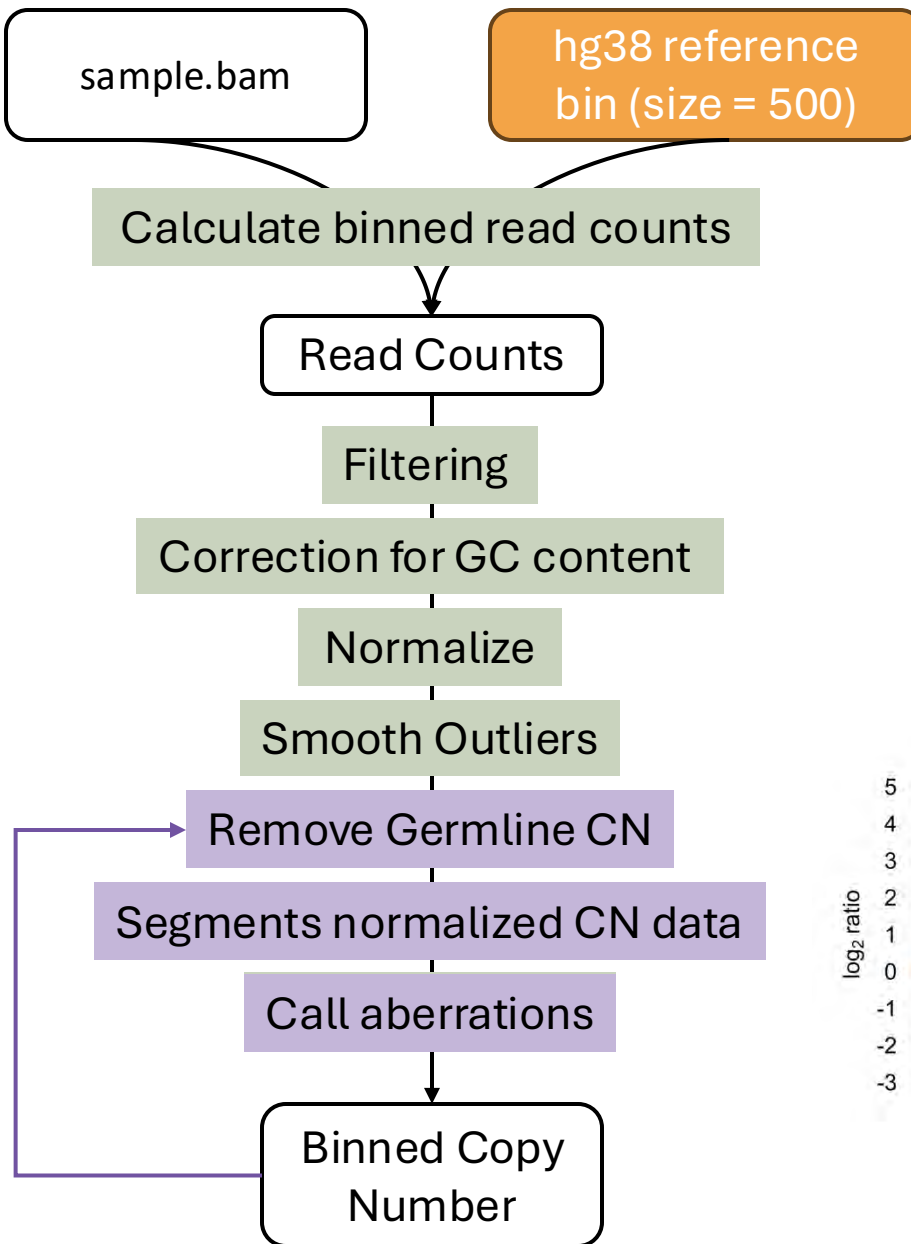 sample.bam
hg38 reference
bin (size = 500)
Calculate binned read counts
Read Counts
Filtering
Correction for GC content
Normalize
Smooth Outliers
Remove Germline CN
Segments normalized CN data
Call aberrations
Binned Copy
Number
log₂ ratio
5
4
3
2
1
0
-1
-2
-3